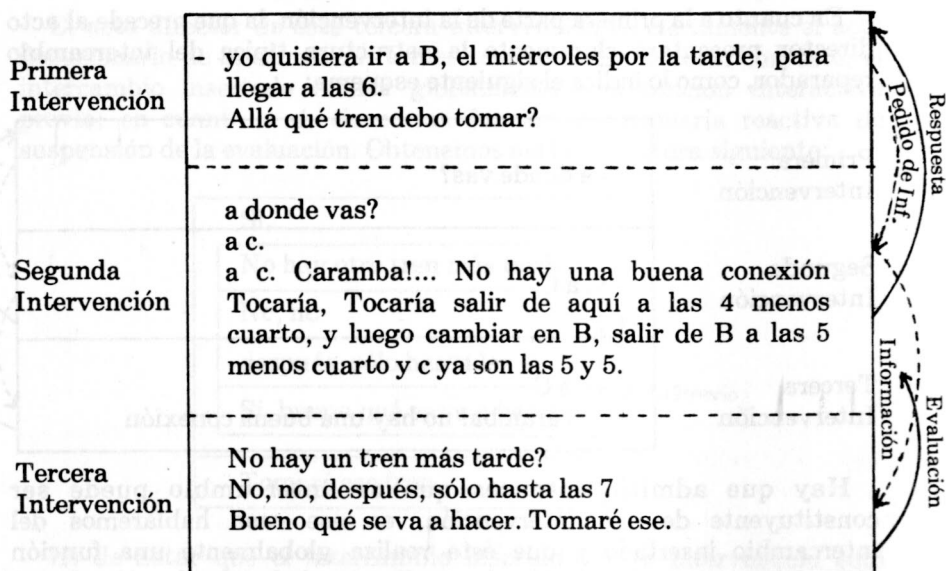 Primera
Intervención
- yo quisiera ir a B, el miércoles por la tarde; para
llegar a las 6.
Allá qué tren debo tomar?
Segunda
Intervención
a donde vas?
a c.
a. c. Caramba!... No hay una buena conexión
Tocaría, Tocaría salir de aquí a las 4 menos
cuarto, y luego cambiar en B, salir de B a las 5
menos cuarto y c ya son las 5 y 5.
Tercera
Intervención
No hay un tren más tarde?
No, no, después; sólo hasta las 7
Bueno qué se va a hacer. Tomaré ese.
Pedido de Inf.
Respuesta
Información
Evaluación